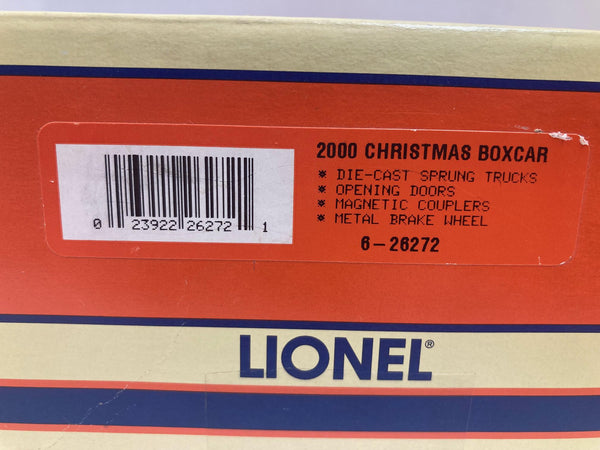 2000 CHRISTMAS BOXCAR
* DIE-CAST SPRUNG TRUCKS
* OPENING DOORS
* MAGNETIC COUPLERS
* METAL BRAKE WHEEL
6-26272
0 23922 26272 1
LIONEL®